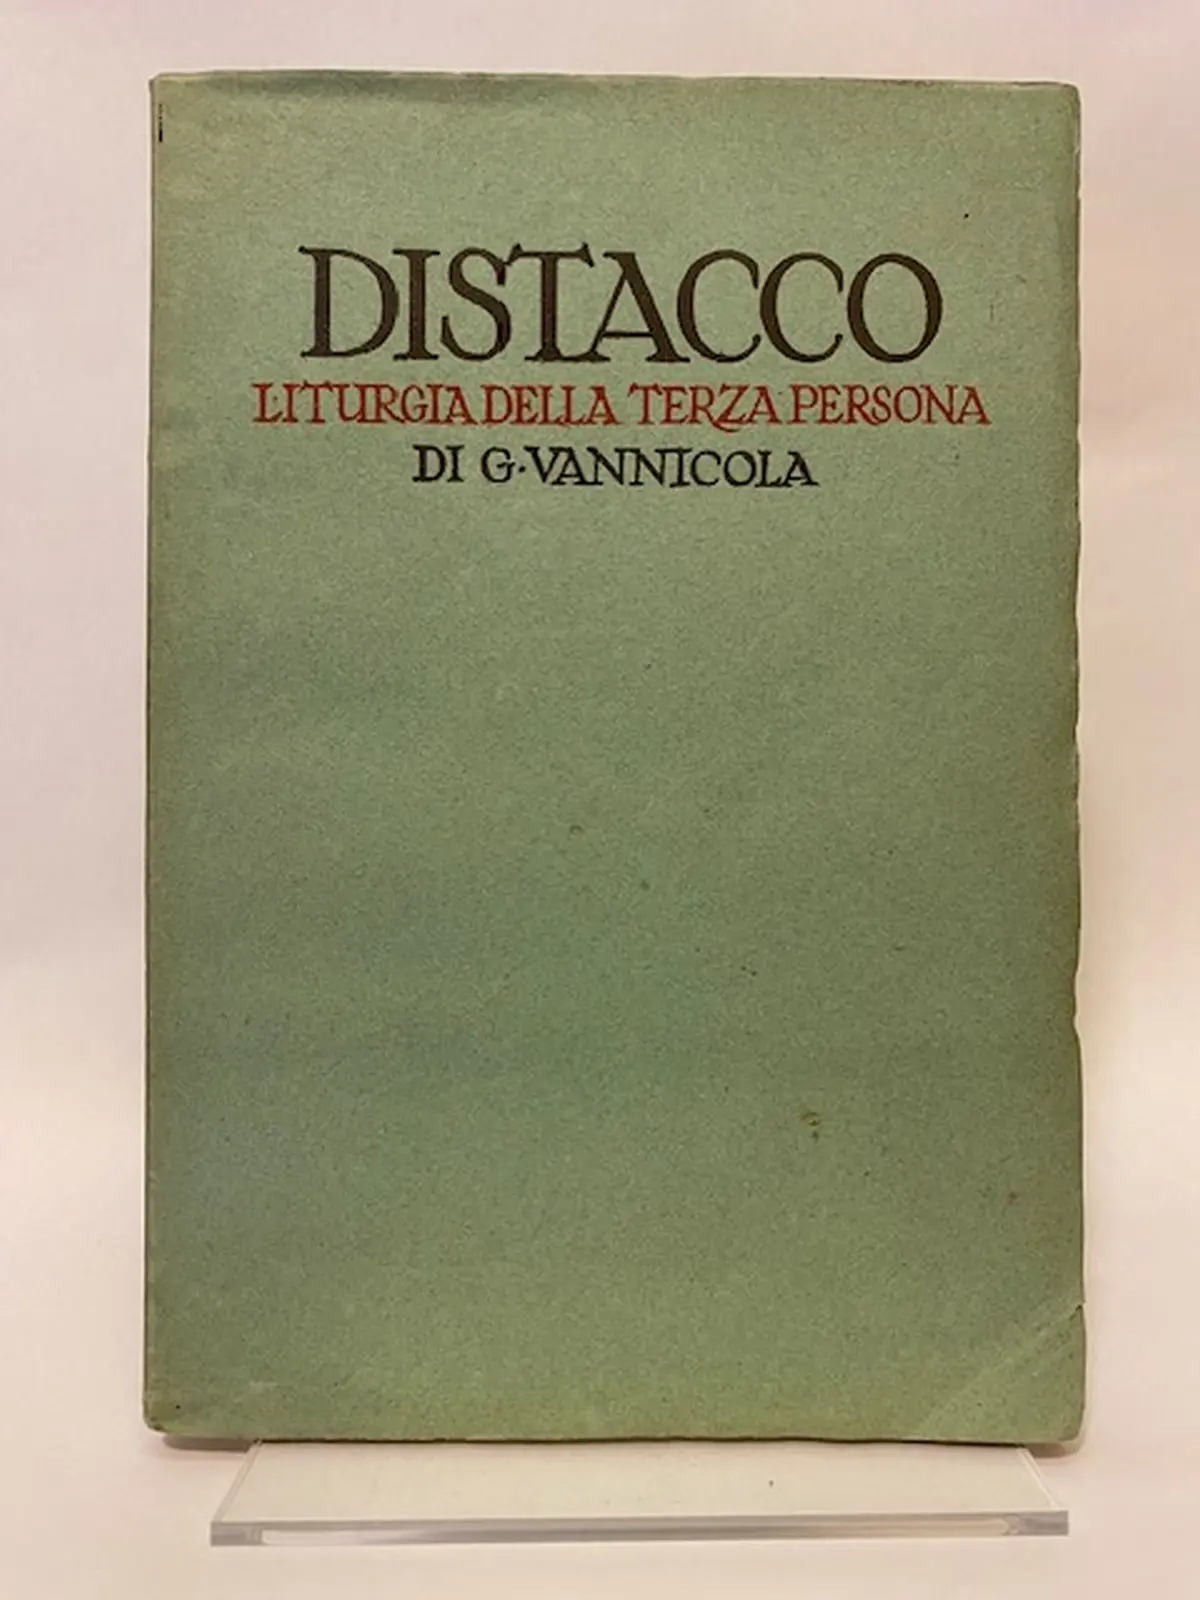 DISTACCO
LITURGIA DELLA TERZA PERSONA
DI G. VANNICOLA